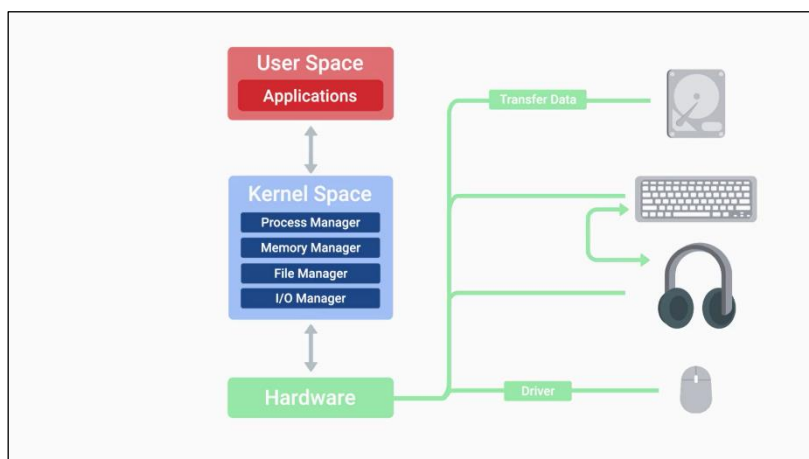 User Space
Applications
Kernel Space
Process Manager
Memory Manager
File Manager
I/O Manager
Hardware
Transfer Data
Driver